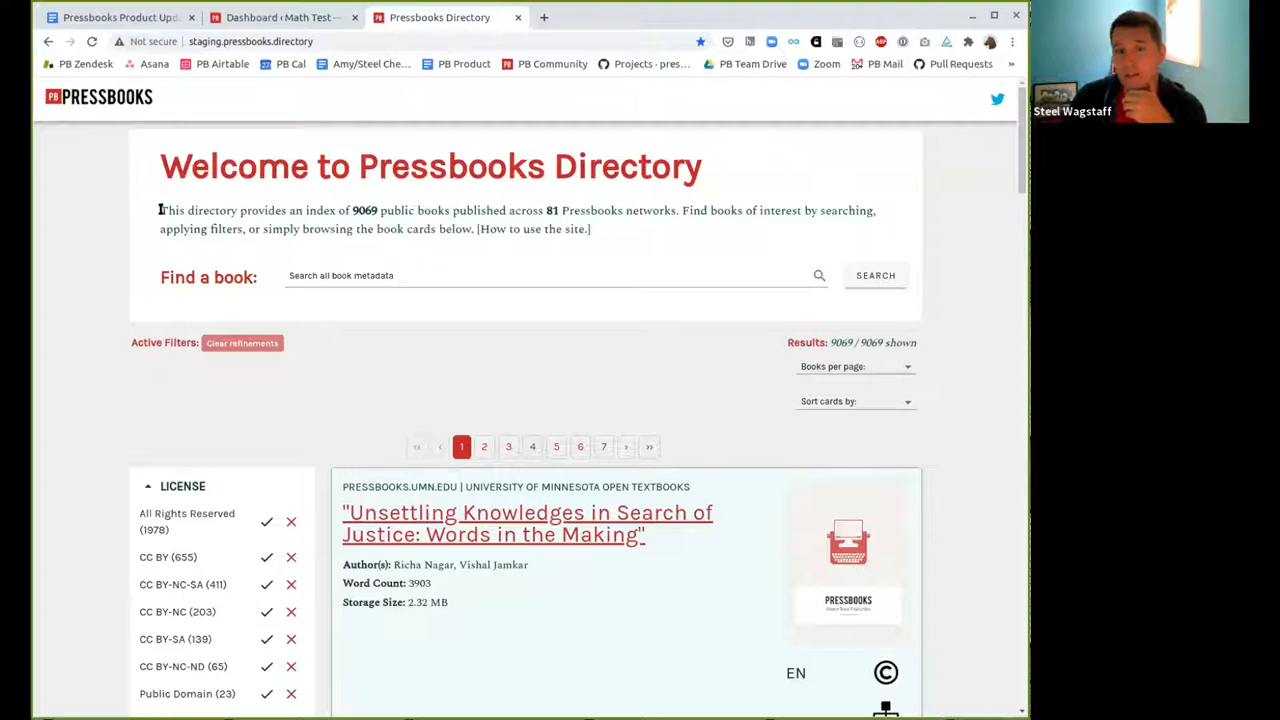 Pressbooks Product Upd
Dashboard ‹ Math Test —
Pressbooks Directory
Not secure
staging.pressbooks.directory
PB Zendesk
Asana
PB Airtable
PB Cal
Amy/Steel Che...
PB Product
PB Community
Projects · pres...
PB Team Drive
Zoom
PB Mail
Pull Requests
PB PRESSBOOKS
Steel Wagstaff
Welcome to Pressbooks Directory
This directory provides an index of 9069 public books published across 81 Pressbooks networks. Find books of interest by searching,
applying filters, or simply browsing the book cards below. [How to use the site.]
Find a book:
Search all book metadata
SEARCH
Active Filters:
Clear refinements
Results: 9069 / 9069 shown
Books per page:
Sort cards by:
‹‹ ‹ 1 2 3 4 5 6 7 › ››
LICENSE
All Rights Reserved
(1978)
CC BY (655)
CC BY-NC-SA (411)
CC BY-NC (203)
CC BY-SA (139)
CC BY-NC-ND (65)
Public Domain (23)
PRESSBOOKS.UMN.EDU | UNIVERSITY OF MINNESOTA OPEN TEXTBOOKS
"Unsettling Knowledges in Search of
Justice: Words in the Making"
Author(s): Richa Nagar, Vishal Jamkar
Word Count: 3903
Storage Size: 2.32 MB
PRESSBOOKS
EN
©